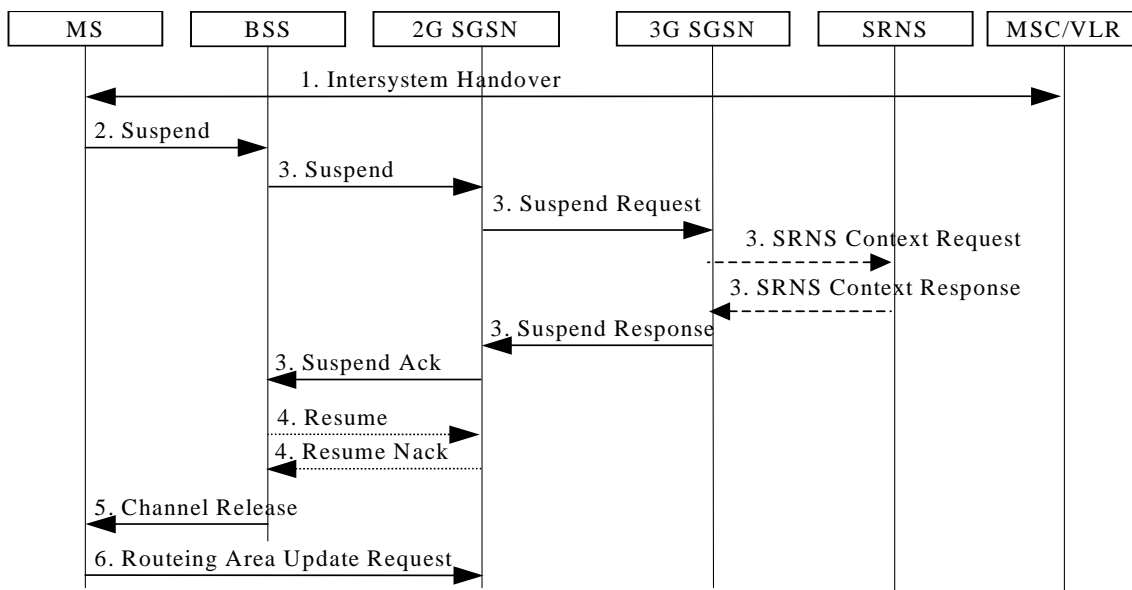 MS BSS 2G SGSN 3G SGSN SRNS MSC/VLR
1. Intersystem Handover
2. Suspend
3. Suspend
3. Suspend Request
3. SRNS Context Request
3. SRNS Context Response
3. Suspend Response
3. Suspend Ack
4. Resume
4. Resume Nack
5. Channel Release
6. Routeing Area Update Request